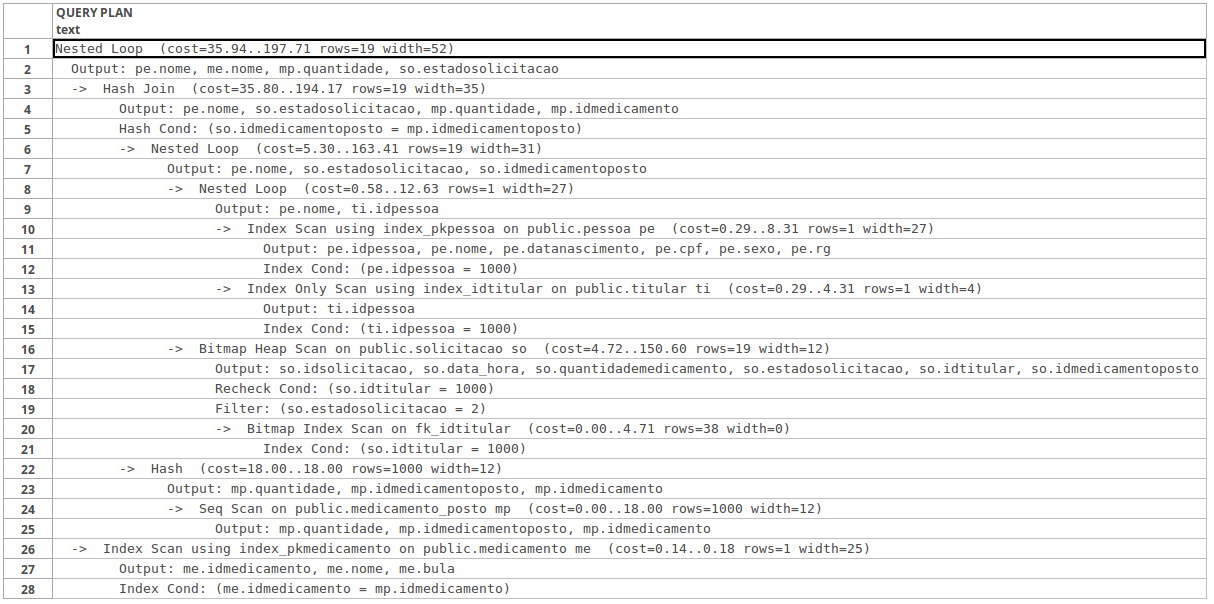 QUERY PLAN
text
1 Nested Loop (cost=35.94..197.71 rows=19 width=52)
2 Output: pe.nome, me.nome, mp.quantidade, so.estadosolicitacao
3 -> Hash Join (cost=35.80..194.17 rows=19 width=35)
4 Output: pe.nome, so.estadosolicitacao, mp.quantidade, mp.idmedicamento
5 Hash Cond: (so.idmedicamentoposto = mp.idmedicamentoposto)
6 -> Nested Loop (cost=5.30..163.41 rows=19 width=31)
7 Output: pe.nome, so.estadosolicitacao, so.idmedicamentoposto
8 -> Nested Loop (cost=0.58..12.63 rows=1 width=27)
9 Output: pe.nome, ti.idpessoa
10 -> Index Scan using index_pkpessoa on public.pessoa pe (cost=0.29..8.31 rows=1 width=27)
11 Output: pe.idpessoa, pe.nome, pe.datanascimento, pe.cpf, pe.sexo, pe.rg
12 Index Cond: (pe.idpessoa = 1000)
13 -> Index Only Scan using index_idtitular on public.titular ti (cost=0.29..4.31 rows=1 width=4)
14 Output: ti.idpessoa
15 Index Cond: (ti.idpessoa = 1000)
16 -> Bitmap Heap Scan on public.solicitacao so (cost=4.72..150.60 rows=19 width=12)
17 Output: so.idsolicitacao, so.data_hora, so.quantidademedicamento, so.estadosolicitacao, so.idtitular, so.idmedicamentoposto
18 Recheck Cond: (so.idtitular = 1000)
19 Filter: (so.estadosolicitacao = 2)
20 -> Bitmap Index Scan on fk_idtitular (cost=0.00..4.71 rows=38 width=0)
21 Index Cond: (so.idtitular = 1000)
22 -> Hash (cost=18.00..18.00 rows=1000 width=12)
23 Output: mp.quantidade, mp.idmedicamentoposto, mp.idmedicamento
24 -> Seq Scan on public.medicamento_posto mp (cost=0.00..18.00 rows=1000 width=12)
25 Output: mp.quantidade, mp.idmedicamentoposto, mp.idmedicamento
26 -> Index Scan using index_pkmedicamento on public.medicamento me (cost=0.14..0.18 rows=1 width=25)
27 Output: me.idmedicamento, me.nome, me.bula
28 Index Cond: (me.idmedicamento = mp.idmedicamento)